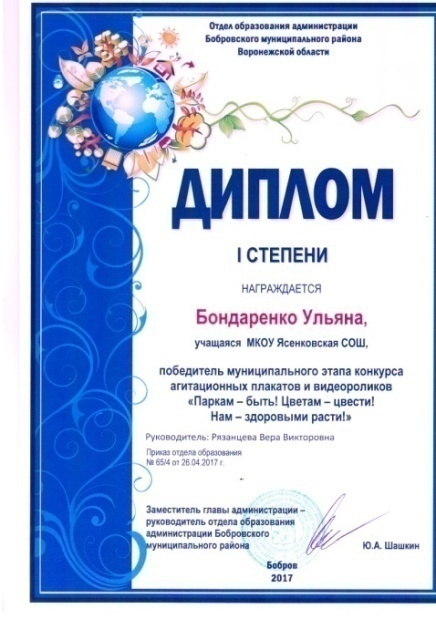 Отдел образования администрации
Бобровского муниципального района
Воронежской области
ДИПЛОМ
I СТЕПЕНИ
НАГРАЖДАЕТСЯ
Бондаренко Ульяна,
учащаяся МКОУ Ясенковская СОШ,
победитель муниципального этапа конкурса
агитационных плакатов и видеороликов
«Паркам – быть! Цветам – цвести!
Нам – здоровыми расти!»
Руководитель: Рязанцева Вера Викторовна
Приказ отдела образования
№ 65/4 от 26.04.2017 г.
Заместитель главы администрации –
руководитель отдела образования
администрации Бобровского
муниципального района Ю.А. Шашкин
Бобров
2017